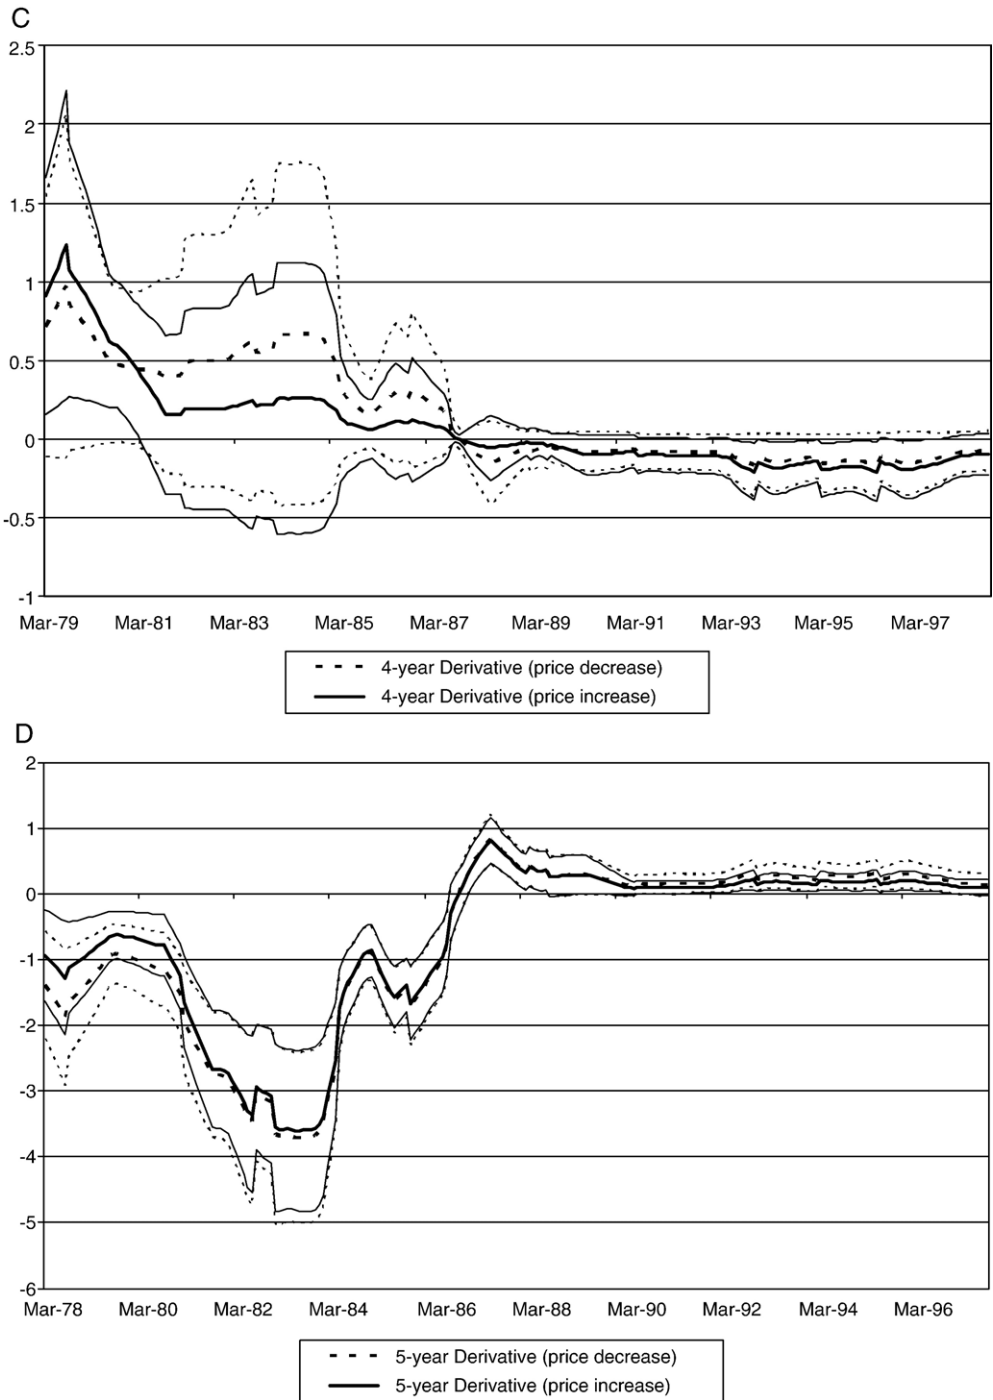 C
2.5
2
1.5
1
0.5
0
-0.5
-1
Mar-79 Mar-81 Mar-83 Mar-85 Mar-87 Mar-89 Mar-91 Mar-93 Mar-95 Mar-97
4-year Derivative (price decrease)
4-year Derivative (price increase)
D
2
1
0
-1
-2
-3
-4
-5
-6
Mar-78 Mar-80 Mar-82 Mar-84 Mar-86 Mar-88 Mar-90 Mar-92 Mar-94 Mar-96
5-year Derivative (price decrease)
5-year Derivative (price increase)